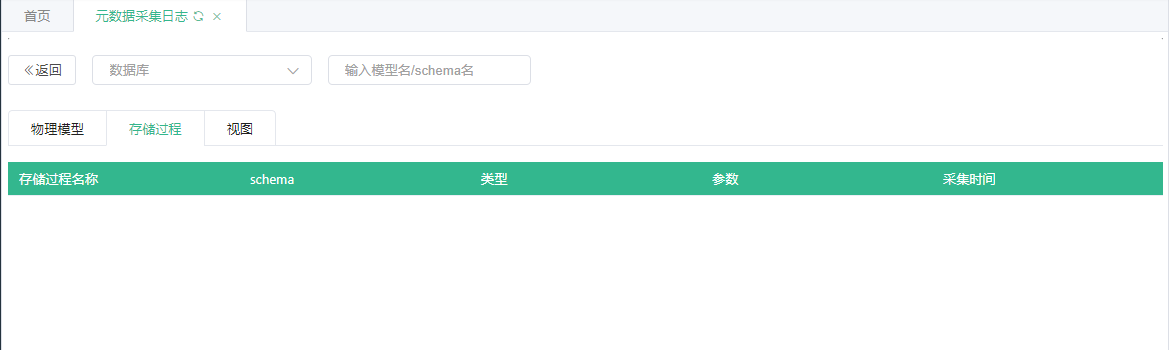 首页 元数据采集日志
返回 数据库 输入模型名/schema名
物理模型 存储过程 视图
存储过程名称 schema 类型 参数 采集时间